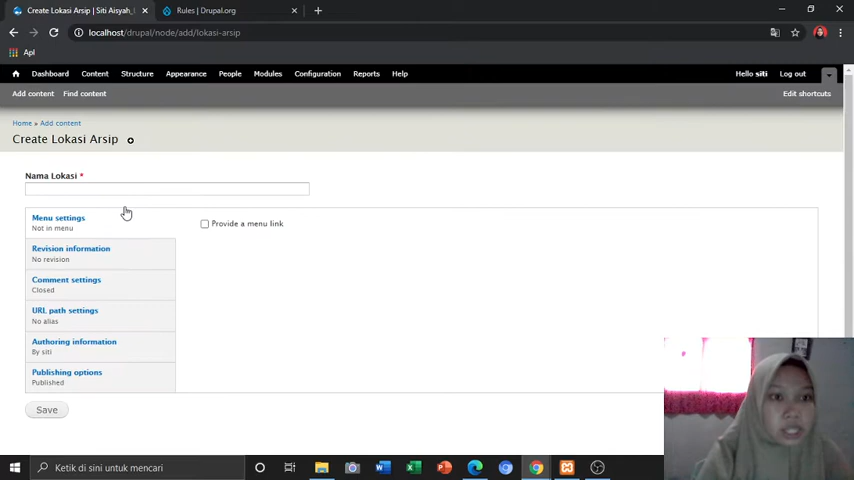 Create Lokasi Arsip | Siti Aisyah_
Rules | Drupal.org
localhost/drupal/node/add/lokasi-arsip
Apl
Dashboard Content Structure Appearance People Modules Configuration Reports Help
Hello siti Log out
Add content Find content
Edit shortcuts
Home » Add content
Create Lokasi Arsip
Nama Lokasi *
Menu settings
Not in menu
Provide a menu link
Revision information
No revision
Comment settings
Closed
URL path settings
No alias
Authoring information
By siti
Publishing options
Published
Save
Ketik di sini untuk mencari